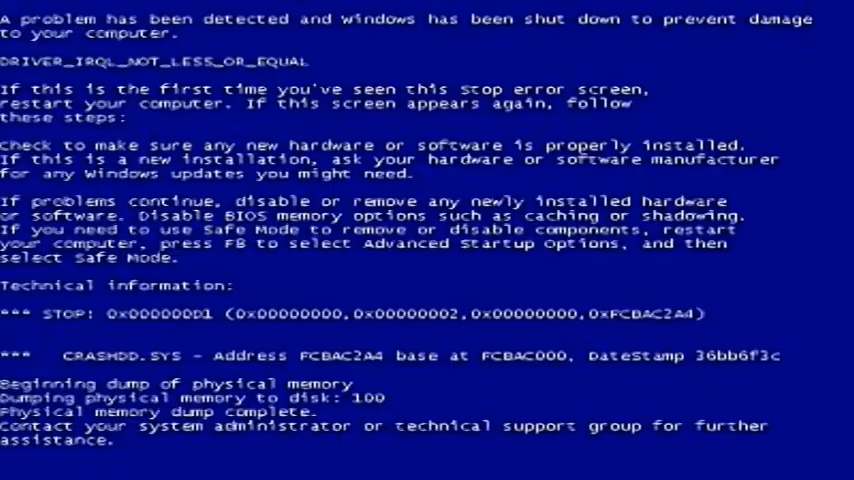 A problem has been detected and Windows has been shut down to prevent damage
to your computer.
DRIVER_IRQL_NOT_LESS_OR_EQUAL
If this is the first time you've seen this Stop error screen,
restart your computer. If this screen appears again, follow
these steps:
Check to make sure any new hardware or software is properly installed.
If this is a new installation, ask your hardware or software manufacturer
for any Windows updates you might need.
If problems continue, disable or remove any newly installed hardware
or software. Disable BIOS memory options such as caching or shadowing.
If you need to use Safe Mode to remove or disable components, restart
your computer, press F8 to select Advanced Startup Options, and then
select Safe Mode.
Technical information:
*** STOP: 0x000000D1 (0x00000000,0x00000002,0x00000000,0xFCBAC2A4)
*** CRASHDD.SYS - Address FCBAC2A4 base at FCBAC000, DateStamp 36bb6f3c
Beginning dump of physical memory
Dumping physical memory to disk: 100
Physical memory dump complete.
Contact your system administrator or technical support group for further
assistance.